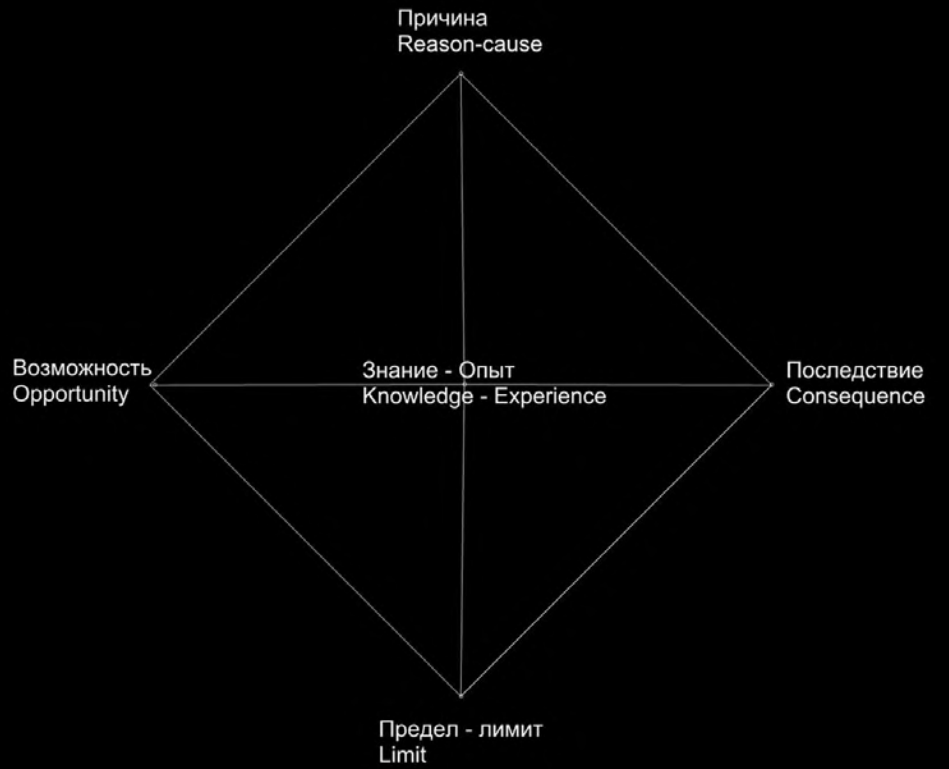 Причина
Reason-cause
Возможность
Opportunity
Знание - Опыт
Knowledge - Experience
Последствие
Consequence
Предел - лимит
Limit